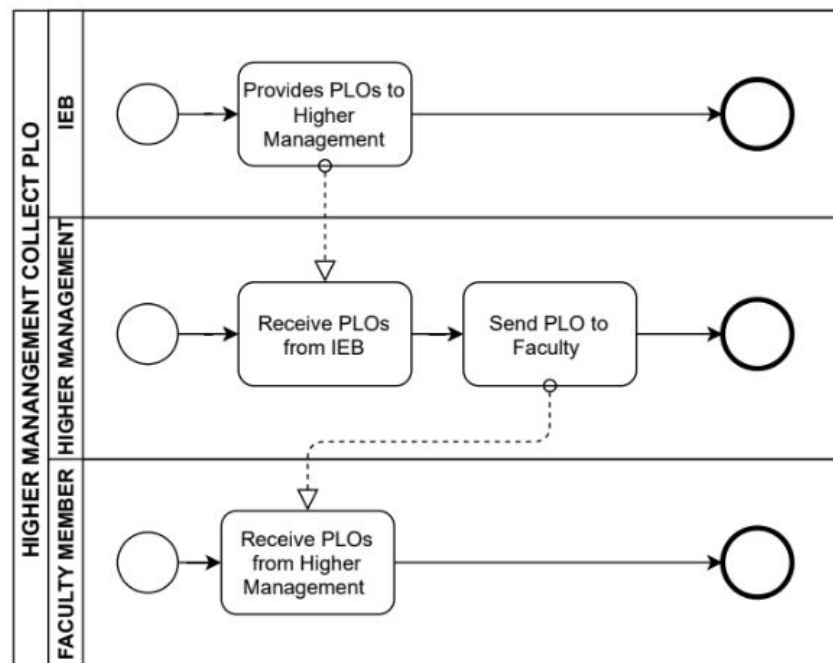 HIGHER MANANGEMENT COLLECT PLO
IEB
Provides PLOs to
Higher
Management
HIGHER MANAGEMENT
Receive PLOs
from IEB
Send PLO to
Faculty
FACULTY MEMBER
Receive PLOs
from Higher
Management